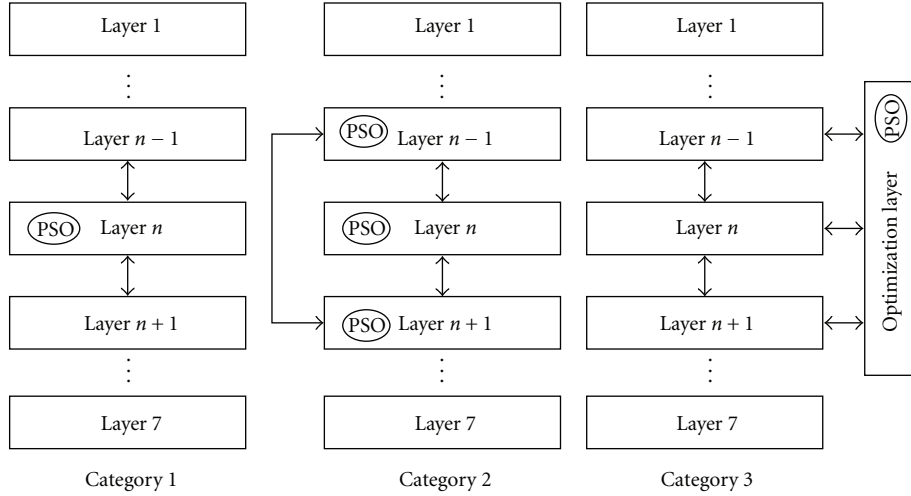 Layer 1
⋮
Layer n − 1
PSO
Layer n
Layer n + 1
⋮
Layer 7
Category 1
Layer 1
⋮
PSO
Layer n − 1
PSO
Layer n
PSO
Layer n + 1
⋮
Layer 7
Category 2
Layer 1
⋮
Layer n − 1
Layer n
Layer n + 1
⋮
Layer 7
Category 3
PSO
Optimization layer